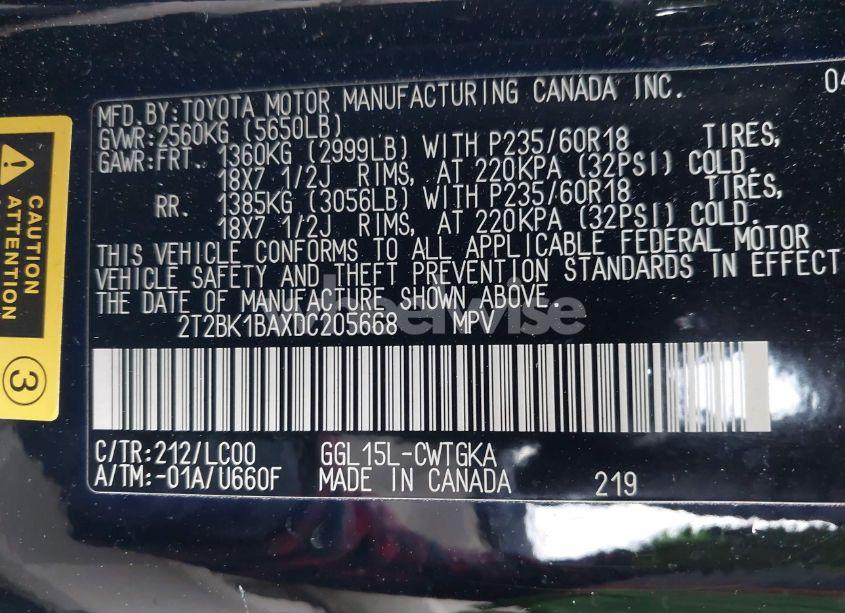 MFD.BY:TOYOTA MOTOR MANUFACTURING CANADA INC. 04
GVWR:2560KG (5650LB)
GAWR:FRT. 1360KG (2999LB) WITH P235/60R18 TIRES,
18X7 1/2J RIMS, AT 220KPA (32PSI) COLD.
RR. 1385KG (3056LB) WITH P235/60R18 TIRES,
18X7 1/2J RIMS, AT 220KPA (32PSI) COLD.
THIS VEHICLE CONFORMS TO ALL APPLICABLE FEDERAL MOTOR
VEHICLE SAFETY AND THEFT PREVENTION STANDARDS IN EFFECT
THE DATE OF MANUFACTURE SHOWN ABOVE.
2T2BK1BAXDC205668 MPV
C/TR:212/LC00 GGL15L-CWTGKA
A/TM:-01A/U660F MADE IN CANADA 219
CAUTION
ATTENTION
3
wheelwise